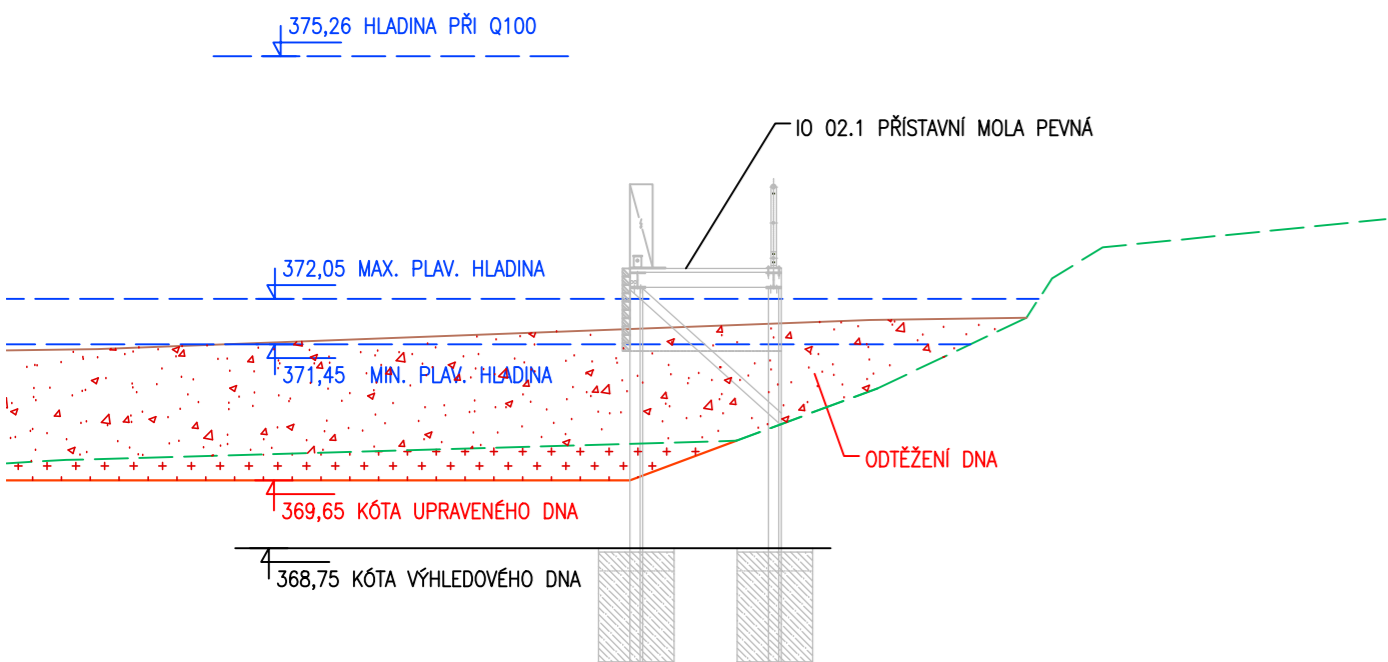 375,26 HLADINA PŘI Q100
IO 02.1 PŘÍSTAVNÍ MOLA PEVNÁ
372,05 MAX. PLAV. HLADINA
371,45 MIN. PLAV. HLADINA
ODTĚŽENÍ DNA
369,65 KÓTA UPRAVENÉHO DNA
368,75 KÓTA VÝHLEDOVÉHO DNA